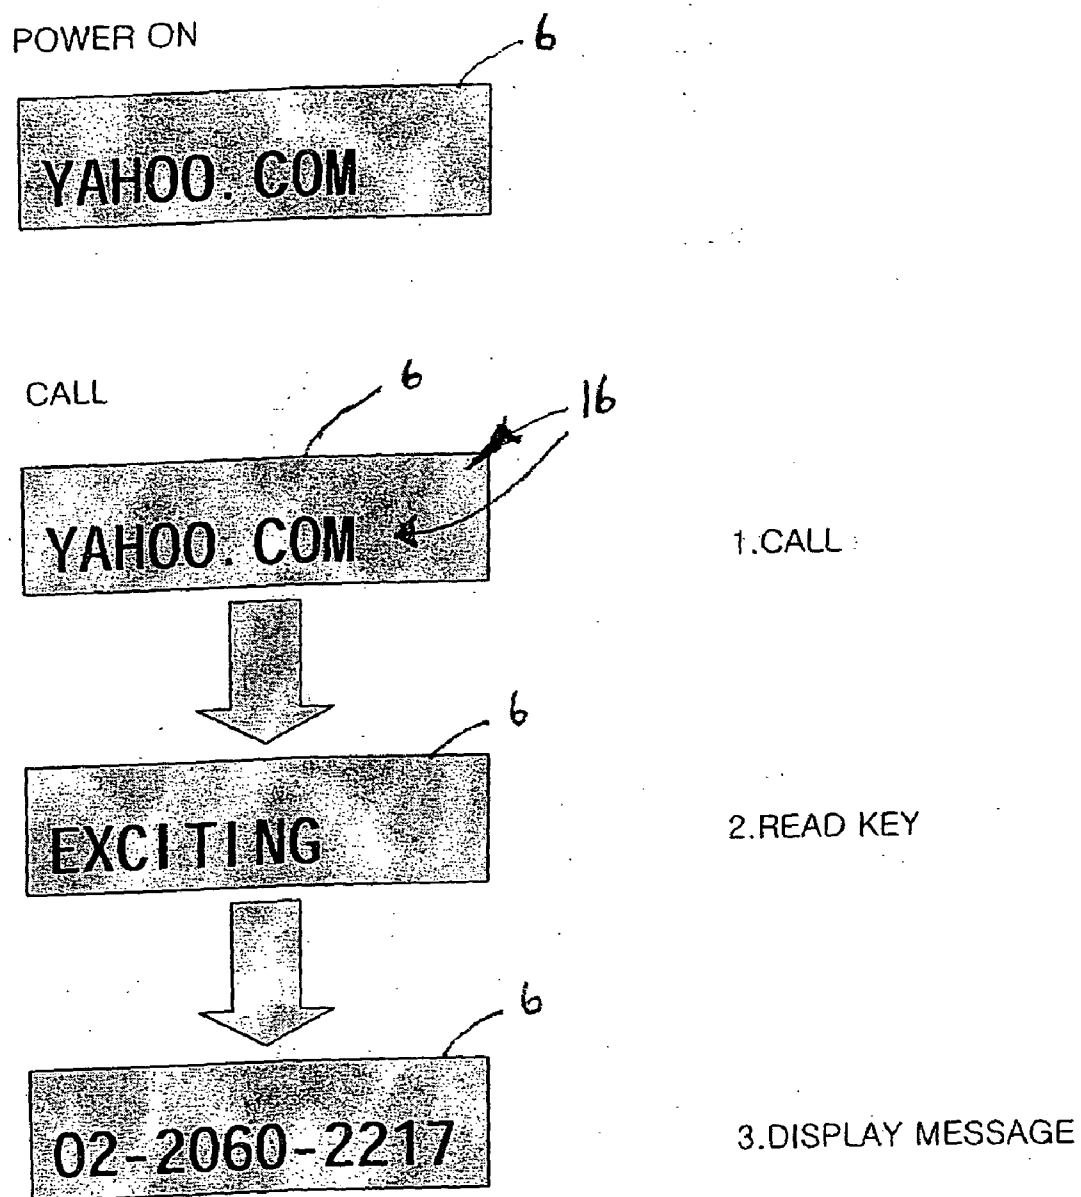 POWER ON
6
YAHOO. COM
CALL
6
16
YAHOO. COM
1.CALL
6
EXCITING
2.READ KEY
6
02-2060-2217
3.DISPLAY MESSAGE